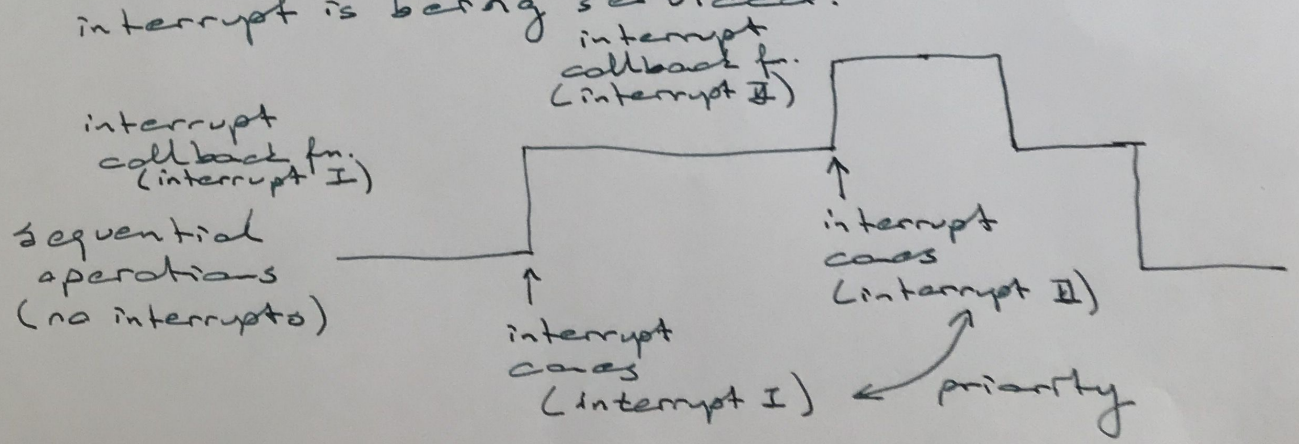 interrupt is being serviced.
interrupt
callback fn.
(interrupt II)
interrupt
callback fn.
(interrupt I)
sequential
operations
(no interrupts)
interrupt
comes
(interrupt II)
interrupt
comes
(interrupt I)
priority